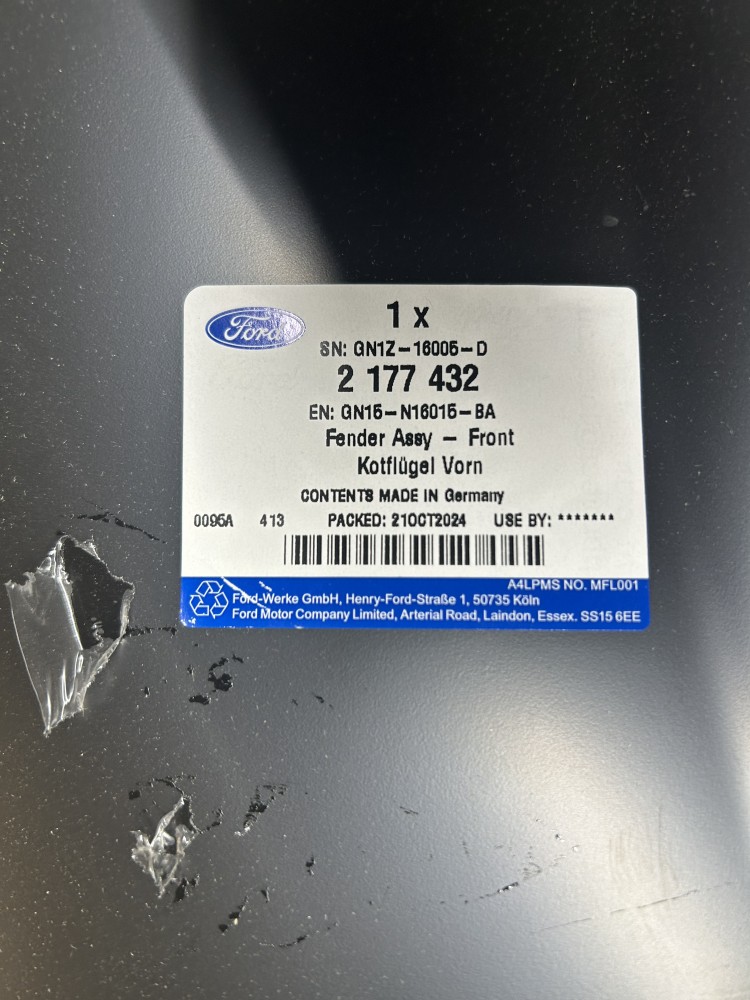 Ford
1 x
SN: GN1Z-16005-D
2 177 432
EN: GN15-N16015-BA
Fender Assy - Front
Kotflügel Vorn
CONTENTS MADE IN Germany
0095A 413 PACKED: 21OCT2024 USE BY: *******
A4LPMS NO. MFL001
Ford-Werke GmbH, Henry-Ford-Straße 1, 50735 Köln
Ford Motor Company Limited, Arterial Road, Laindon, Essex. SS15 6EE